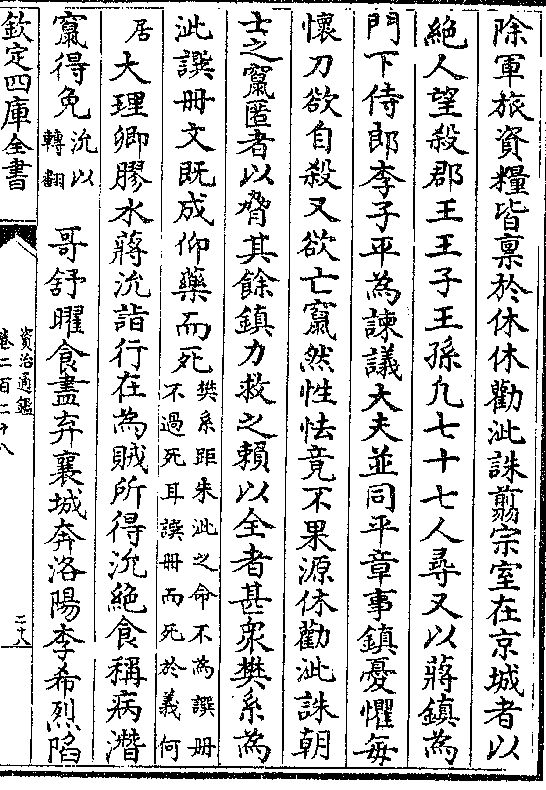 除軍旅資糧皆稟於休休勸泚誅翦宗室在京城者以
絶人望殺郡王王子王孫凡七十七人尋又以蔣鎮為
門下侍郎李子平為諫議大夫並同平章事鎮憂懼每
懷刀欲自殺又欲亡竄然性怯竟不果源休勸泚誅朝
士之竄匿者以脅其餘鎮力救之賴以全者甚衆樊系為
泚譔冊文既成仰藥而死樊系距朱泚之命不為譔冊
不過死耳譔冊而死於義何
居大理卿膠水蔣沇詣行在為賊所得沇絶食稱病濳
竄得免沇以
轉翻
哥舒曜食盡弃襄城奔洛陽李希烈陷
欽定四庫全書
資治通鑑
卷二百二十八
二十八